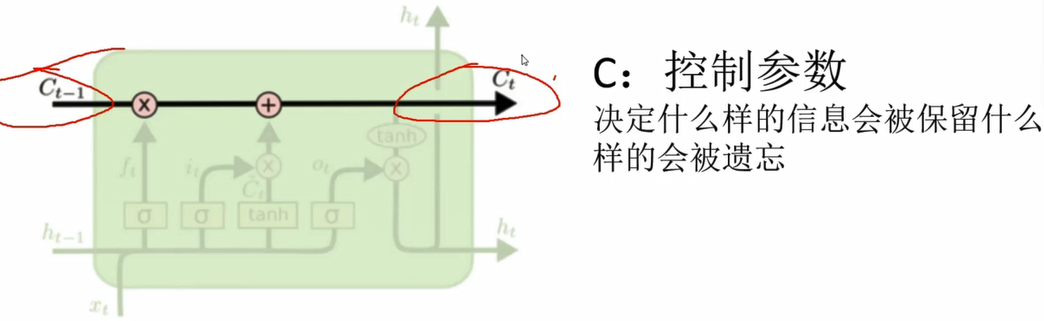 h_t
C_{t-1}
C_t
x
+
tanh
f_t
i_t
x
o_t
x
C̃_t
σ
σ
tanh
σ
h_{t-1}
h_t
x_t
C：控制参数
决定什么样的信息会被保留什么
样的会被遗忘